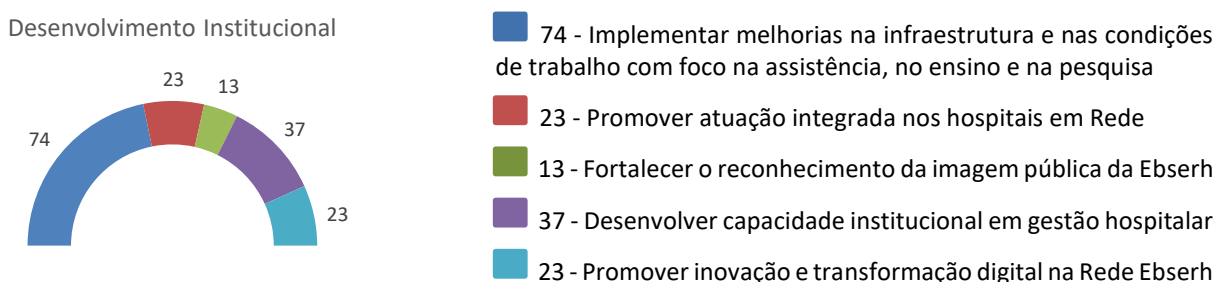 Desenvolvimento Institucional
23
13
74
37
23
74 - Implementar melhorias na infraestrutura e nas condições
de trabalho com foco na assistência, no ensino e na pesquisa
23 - Promover atuação integrada nos hospitais em Rede
13 - Fortalecer o reconhecimento da imagem pública da Ebserh
37 - Desenvolver capacidade institucional em gestão hospitalar
23 - Promover inovação e transformação digital na Rede Ebserh